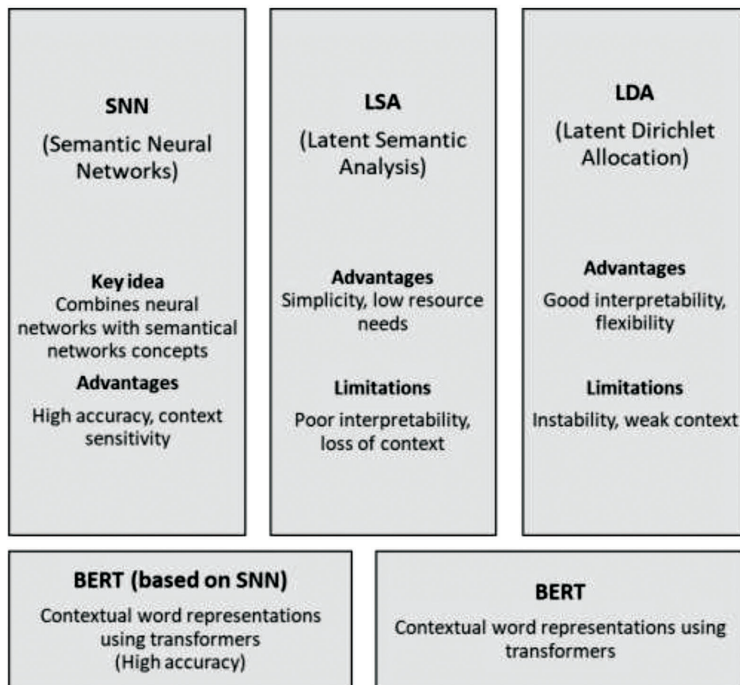 SNN
(Semantic Neural
Networks)
Key idea
Combines neural
networks with semantical
networks concepts
Advantages
High accuracy, context
sensitivity
LSA
(Latent Semantic
Analysis)
Advantages
Simplicity, low resource
needs
Limitations
Poor interpretability,
loss of context
LDA
(Latent Dirichlet
Allocation)
Advantages
Good interpretability,
flexibility
Limitations
Instability, weak context
BERT (based on SNN)
Contextual word representations
using transformers
(High accuracy)
BERT
Contextual word representations using
transformers